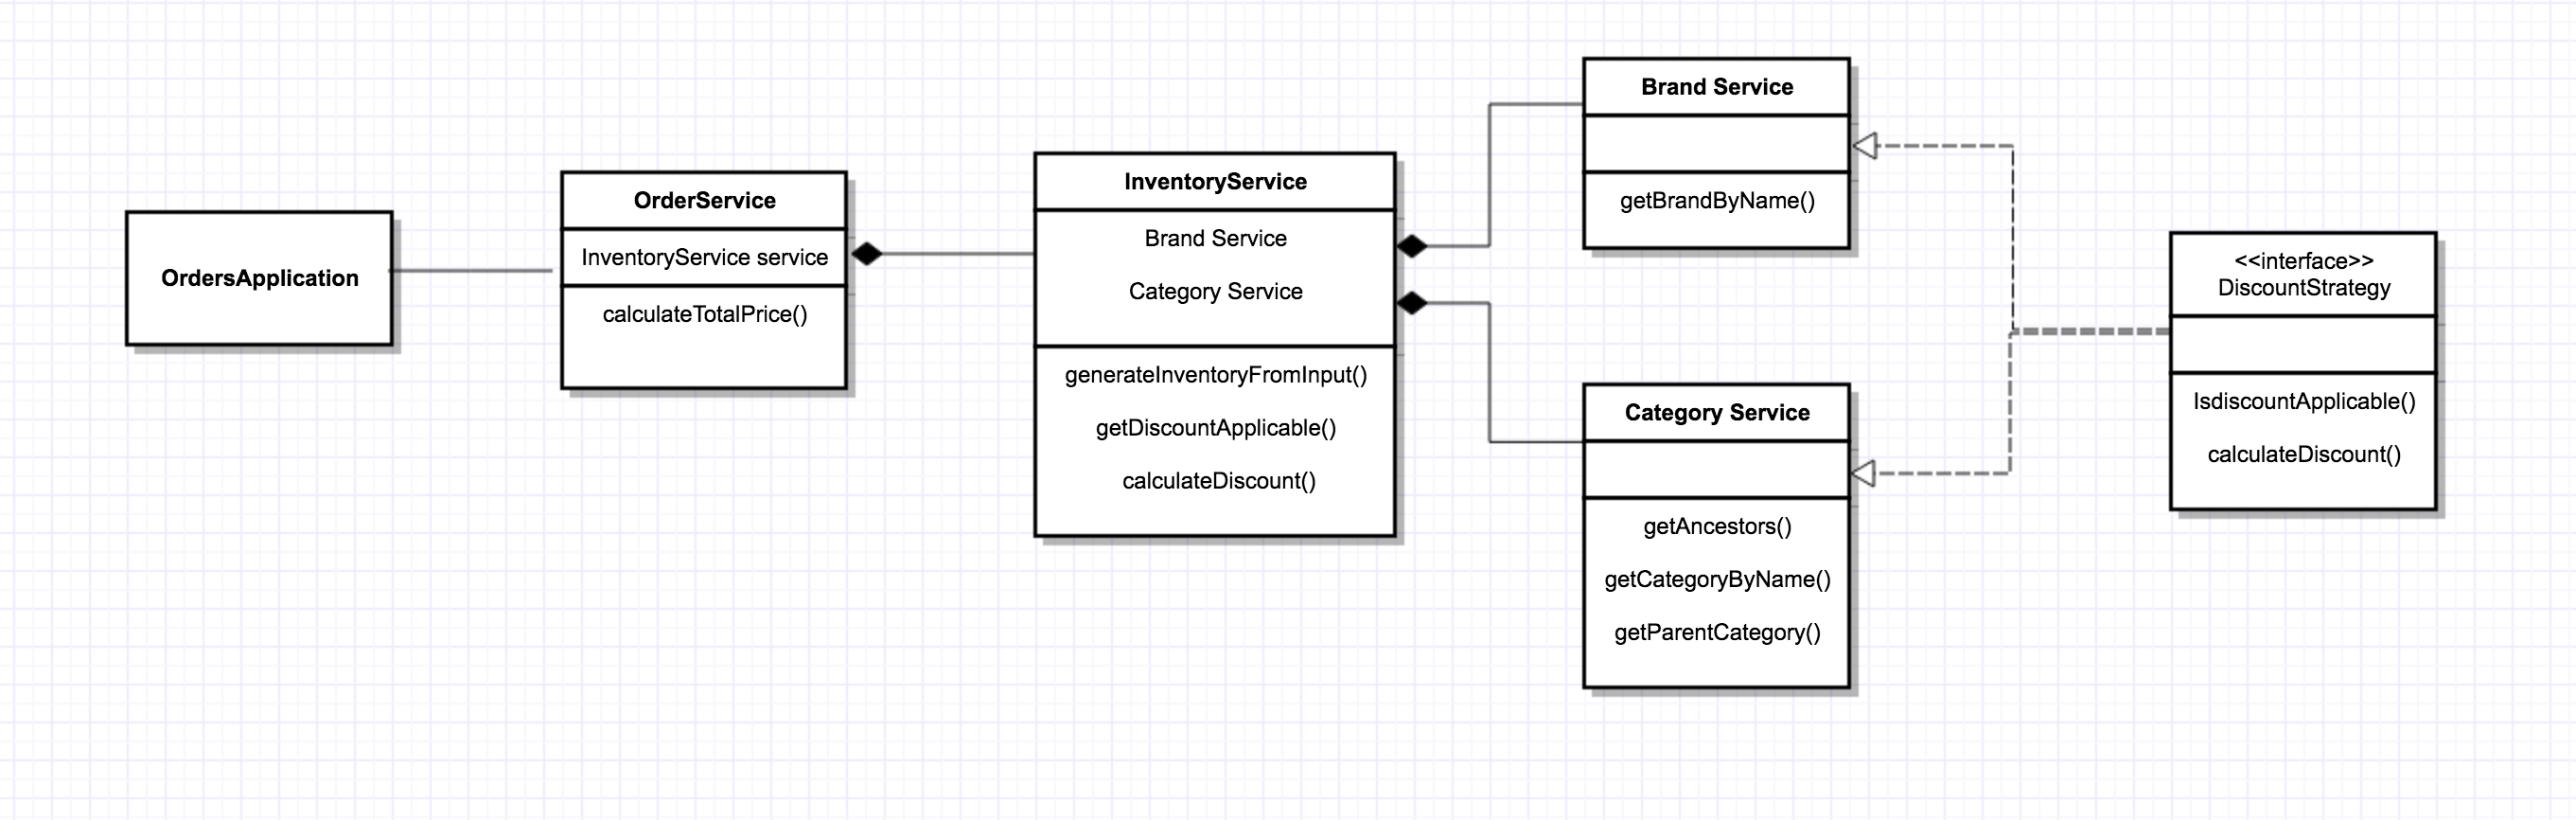 OrdersApplication
OrderService
InventoryService service
calculateTotalPrice()
InventoryService
Brand Service
Category Service
generateInventoryFromInput()
getDiscountApplicable()
calculateDiscount()
Brand Service
getBrandByName()
Category Service
getAncestors()
getCategoryByName()
getParentCategory()
<<interface>>
DiscountStrategy
IsdiscountApplicable()
calculateDiscount()